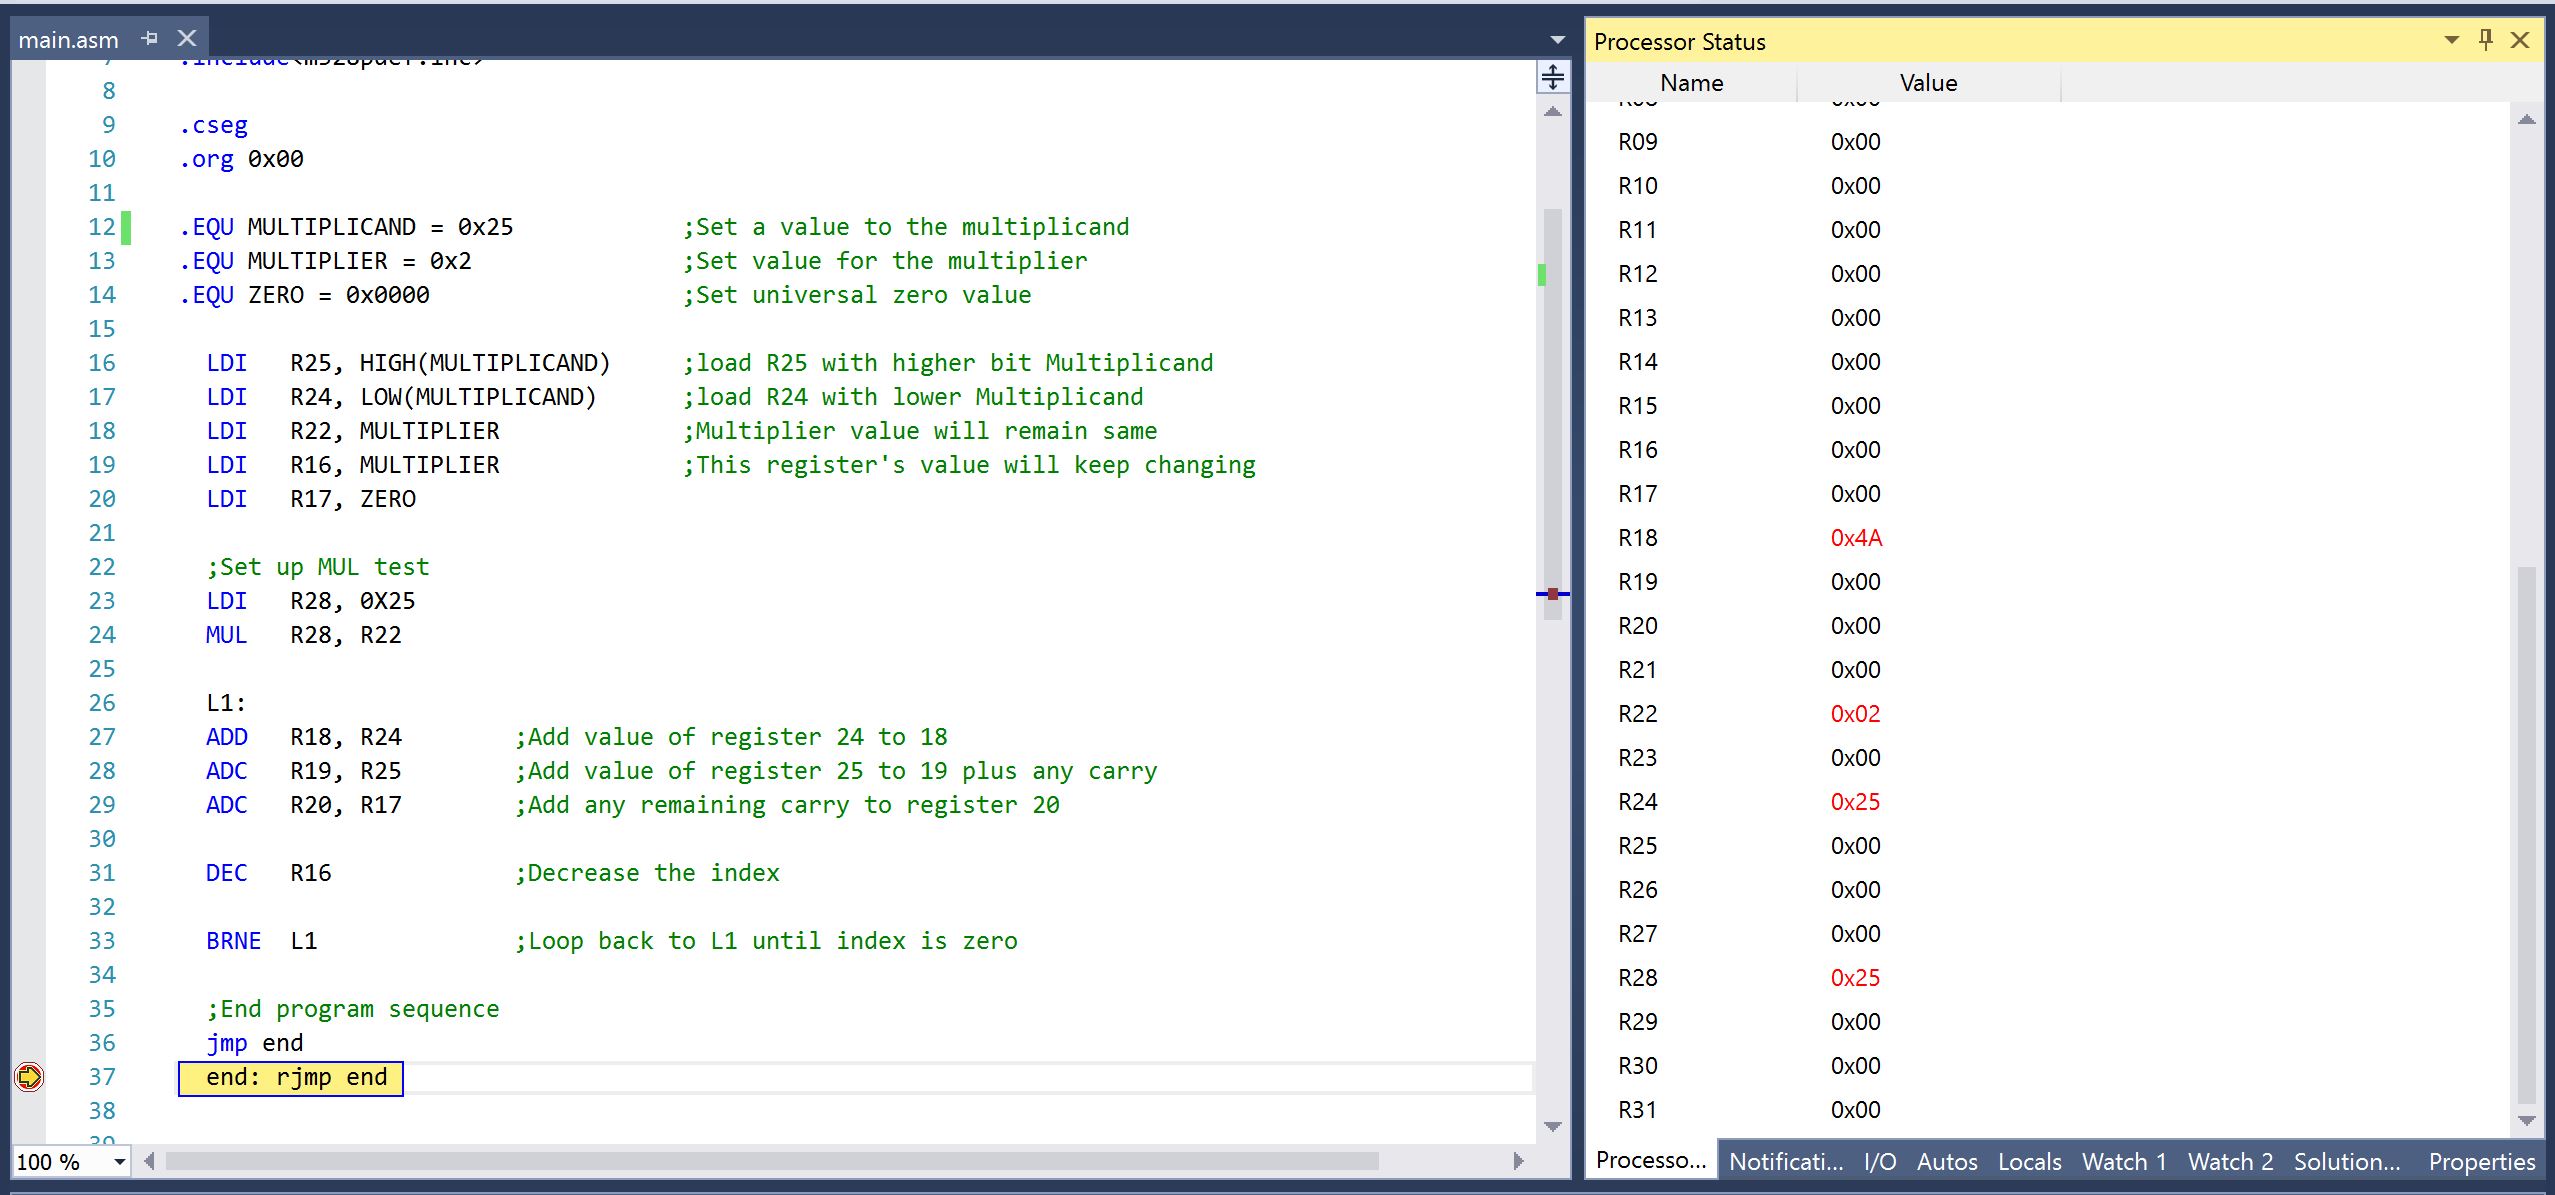 main.asm
8
9 .cseg
10 .org 0x00
11
12 .EQU MULTIPLICAND = 0x25 ;Set a value to the multiplicand
13 .EQU MULTIPLIER = 0x2 ;Set value for the multiplier
14 .EQU ZERO = 0x0000 ;Set universal zero value
15
16 LDI R25, HIGH(MULTIPLICAND) ;load R25 with higher bit Multiplicand
17 LDI R24, LOW(MULTIPLICAND) ;load R24 with lower Multiplicand
18 LDI R22, MULTIPLIER ;Multiplier value will remain same
19 LDI R16, MULTIPLIER ;This register's value will keep changing
20 LDI R17, ZERO
21
22 ;Set up MUL test
23 LDI R28, 0X25
24 MUL R28, R22
25
26 L1:
27 ADD R18, R24 ;Add value of register 24 to 18
28 ADC R19, R25 ;Add value of register 25 to 19 plus any carry
29 ADC R20, R17 ;Add any remaining carry to register 20
30
31 DEC R16 ;Decrease the index
32
33 BRNE L1 ;Loop back to L1 until index is zero
34
35 ;End program sequence
36 jmp end
37 end: rjmp end
38
39
100 %
Processor Status
Name Value
R09 0x00
R10 0x00
R11 0x00
R12 0x00
R13 0x00
R14 0x00
R15 0x00
R16 0x00
R17 0x00
R18 0x4A
R19 0x00
R20 0x00
R21 0x00
R22 0x02
R23 0x00
R24 0x25
R25 0x00
R26 0x00
R27 0x00
R28 0x25
R29 0x00
R30 0x00
R31 0x00
Processo... Notificati... I/O Autos Locals Watch 1 Watch 2 Solution... Properties